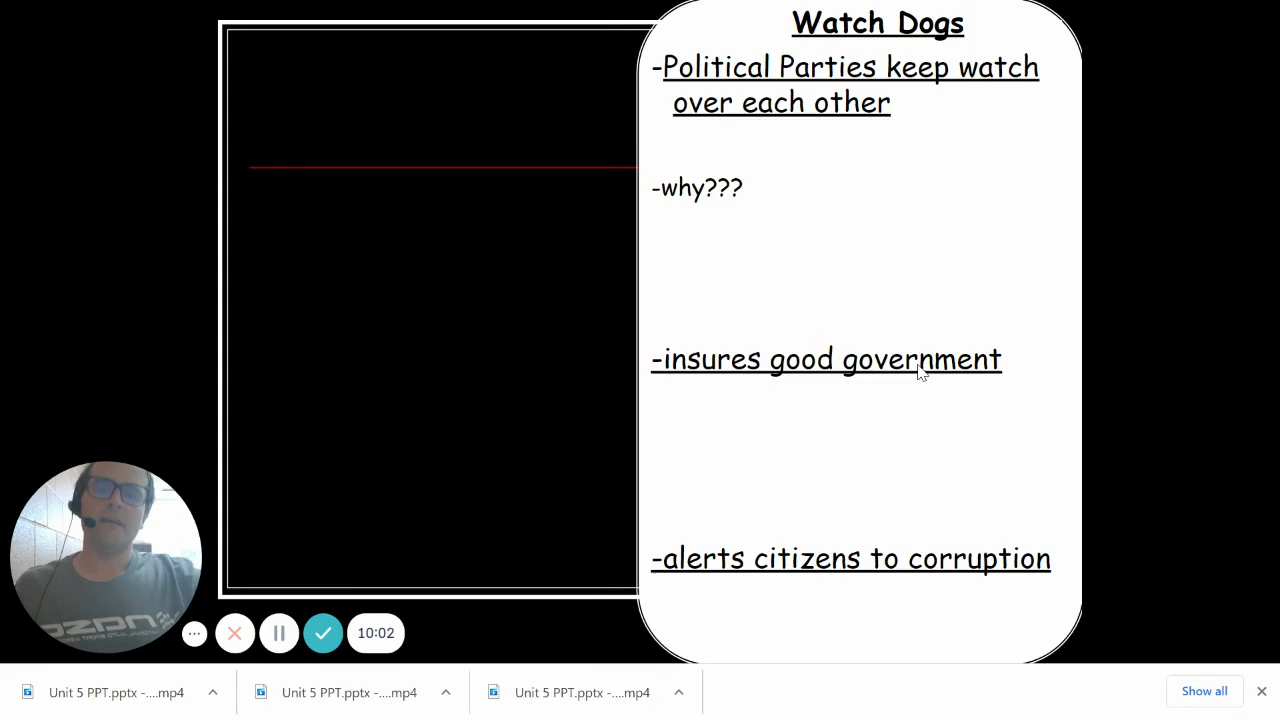 Watch Dogs
-Political Parties keep watch
over each other
-why???
-insures good government
-alerts citizens to corruption
10:02
Unit 5 PPT.pptx -....mp4
Unit 5 PPT.pptx -....mp4
Unit 5 PPT.pptx -....mp4
Show all